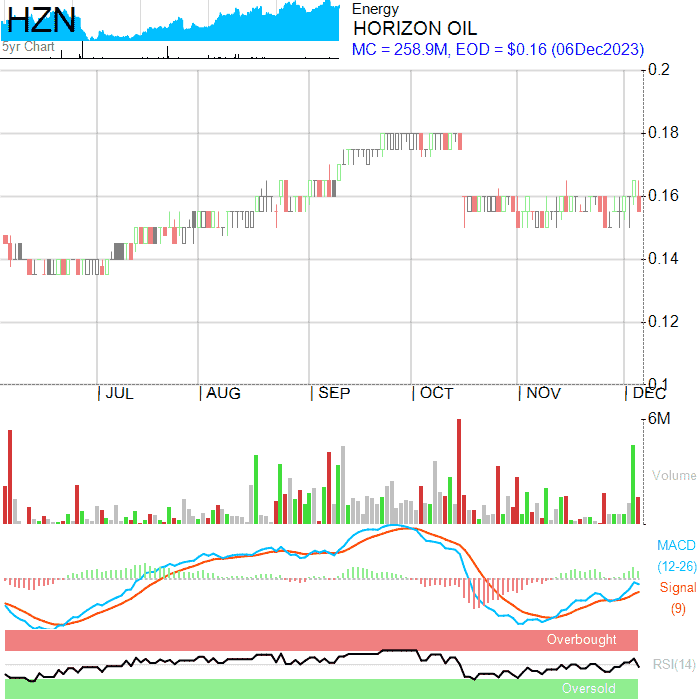 HZN
5yr Chart
Energy
HORIZON OIL
MC = 258.9M, EOD = $0.16 (06Dec2023)
0.2
0.18
0.16
0.14
0.12
0.1
| JUL | AUG | SEP | OCT | NOV | DEC
6M
Volume
MACD
(12-26)
Signal
(9)
Overbought
RSI(14)
Oversold